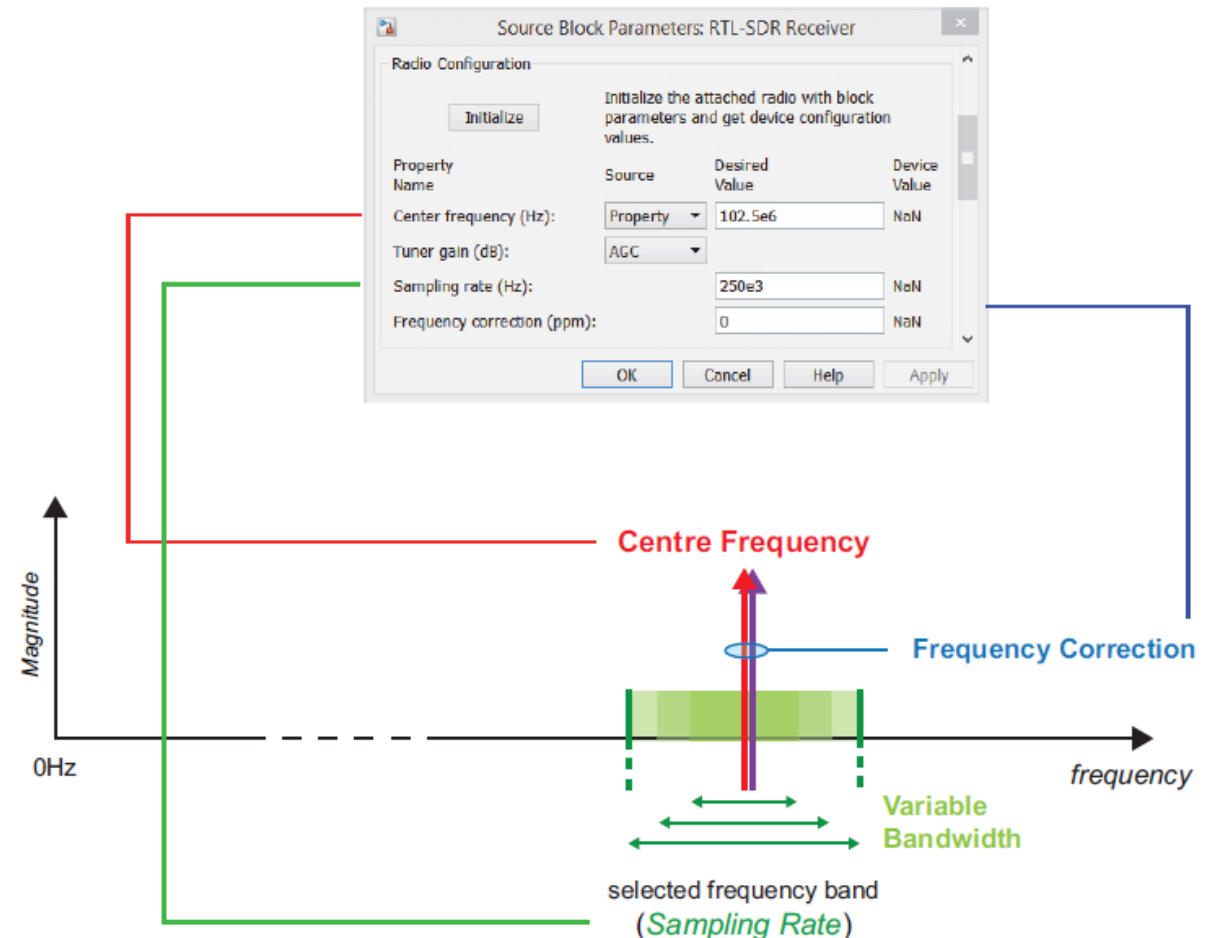 Source Block Parameters: RTL-SDR Receiver
×
Radio Configuration
Initialize
Initialize the attached radio with block
parameters and get device configuration
values.
Property
Name
Source
Desired
Value
Device
Value
Center frequency (Hz): Property 102.5e6 NaN
Tuner gain (dB): AGC
Sampling rate (Hz): 250e3 NaN
Frequency correction (ppm): 0 NaN
OK Cancel Help Apply
Centre Frequency
Magnitude
Frequency Correction
0Hz
frequency
Variable
Bandwidth
selected frequency band
(Sampling Rate)